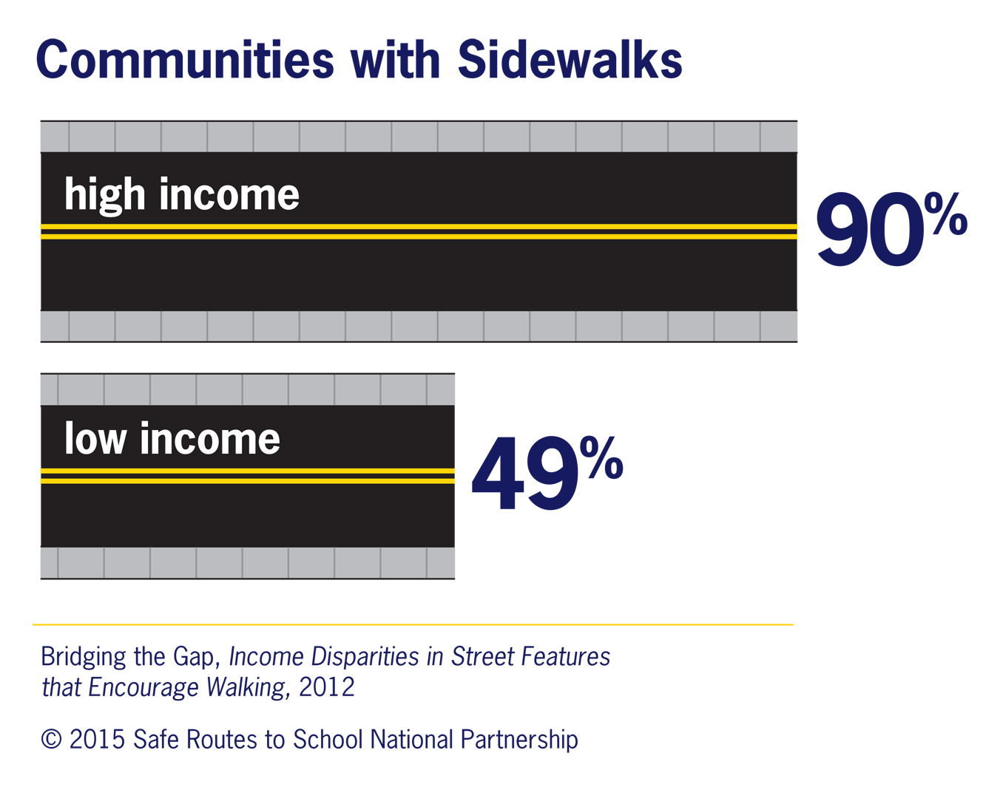 Communities with Sidewalks
high income
90%
low income
49%
Bridging the Gap, Income Disparities in Street Features
that Encourage Walking, 2012
© 2015 Safe Routes to School National Partnership